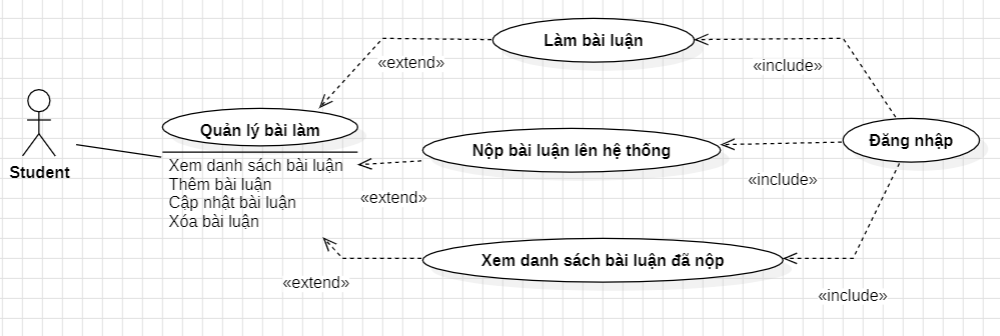 Làm bài luận
«extend»
«include»
Quản lý bài làm
Đăng nhập
Nộp bài luận lên hệ thống
Xem danh sách bài luận
Student
Thêm bài luận
«include»
«extend»
Cập nhật bài luận
Xóa bài luận
Xem danh sách bài luận đã nộp
«extend»
«include»